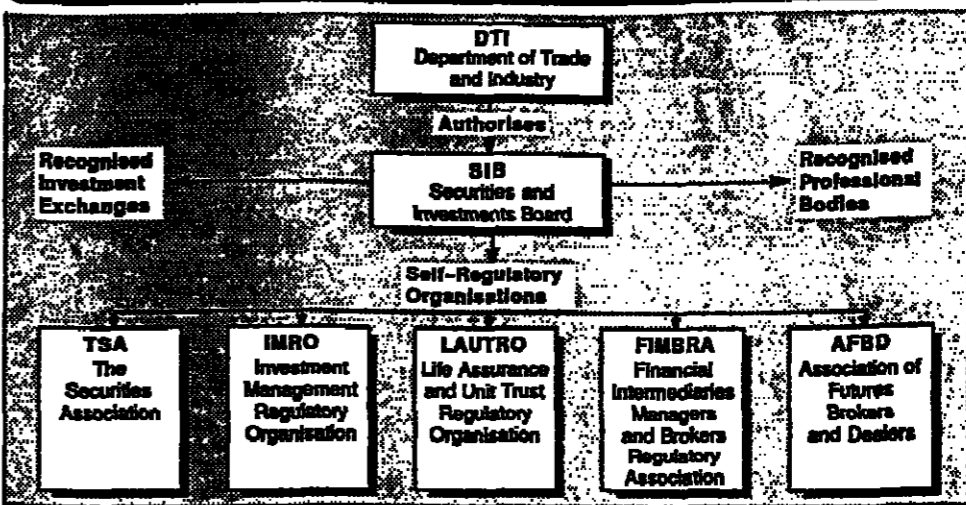 DTI
Department of Trade
and Industry
Authorises
Recognised
Investment
Exchanges
SIB
Securities and
Investments Board
Recognised
Professional
Bodies
Self-Regulatory
Organisations
TSA
The
Securities
Association
IMRO
Investment
Management
Regulatory
Organisation
LAUTRO
Life Assurance
and Unit Trust
Regulatory
Organisation
FIMBRA
Financial
Intermediaries
Managers
and Brokers
Regulatory
Association
AFBD
Association of
Futures
Brokers
and Dealers